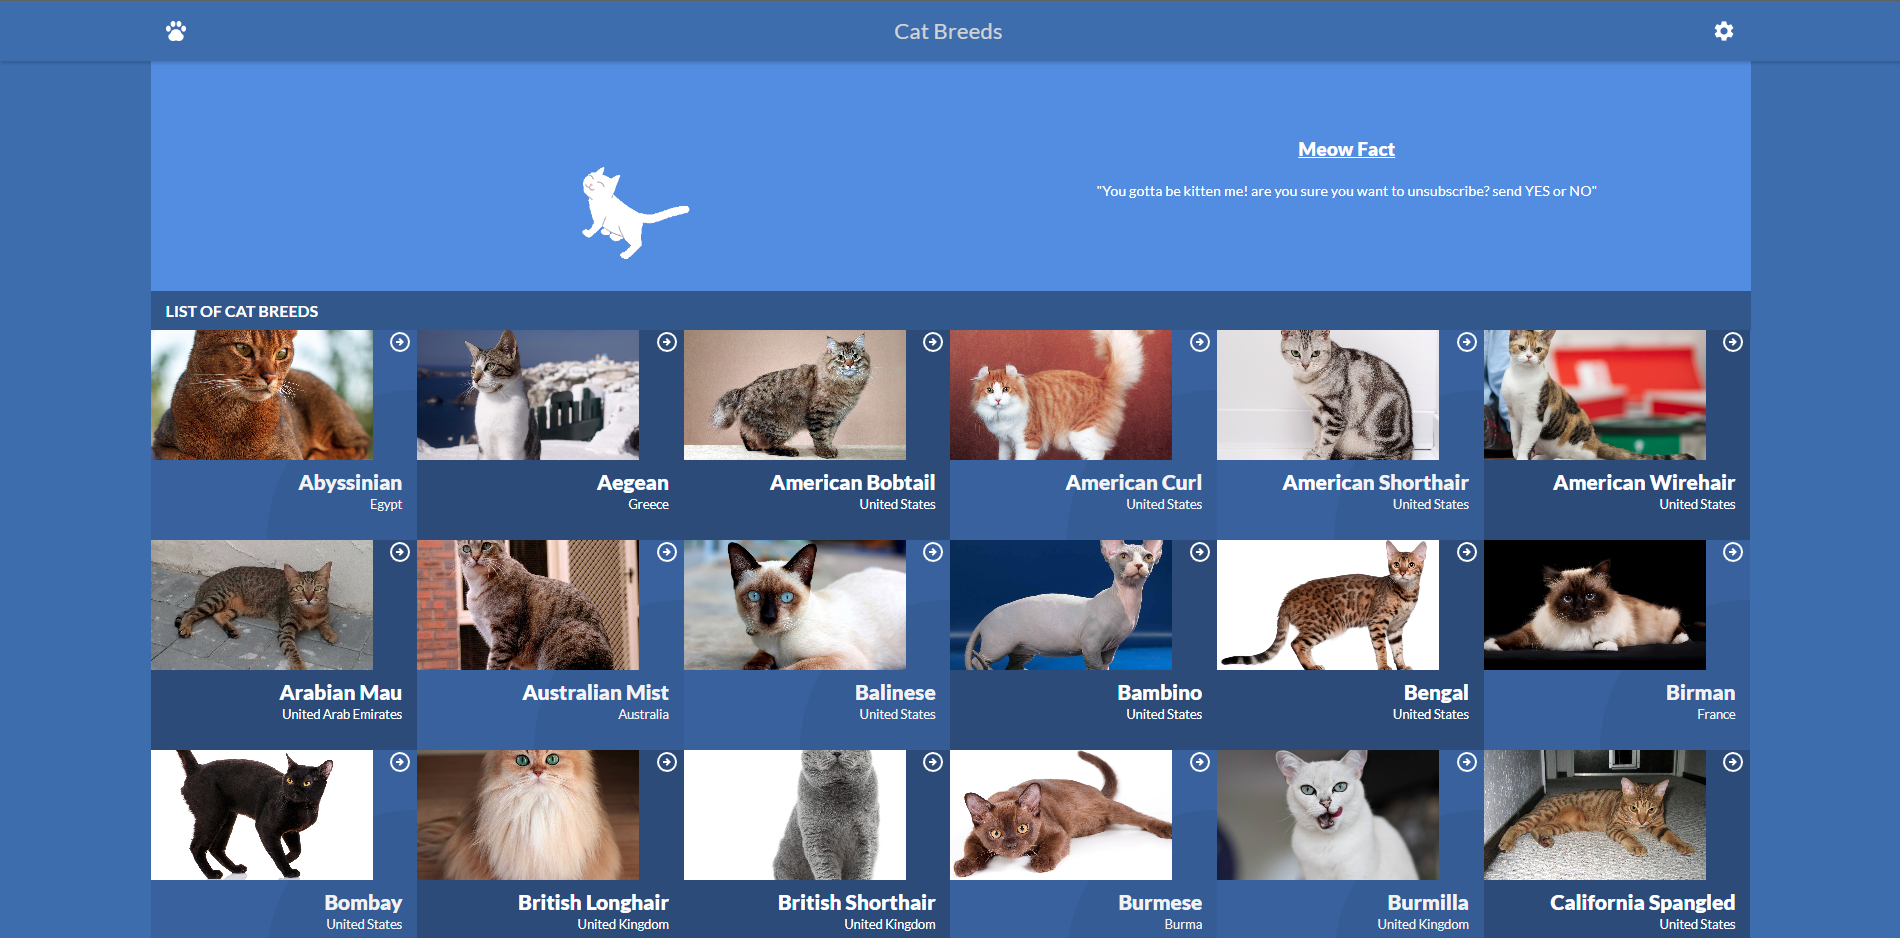 Cat Breeds
Meow Fact
"You gotta be kitten me! are you sure you want to unsubscribe? send YES or NO"
LIST OF CAT BREEDS
Abyssinian
Egypt
Aegean
Greece
American Bobtail
United States
American Curl
United States
American Shorthair
United States
American Wirehair
United States
Arabian Mau
United Arab Emirates
Australian Mist
Australia
Balinese
United States
Bambino
United States
Bengal
United States
Birman
France
Bombay
United States
British Longhair
United Kingdom
British Shorthair
United Kingdom
Burmese
Burma
Burmilla
United Kingdom
California Spangled
United States